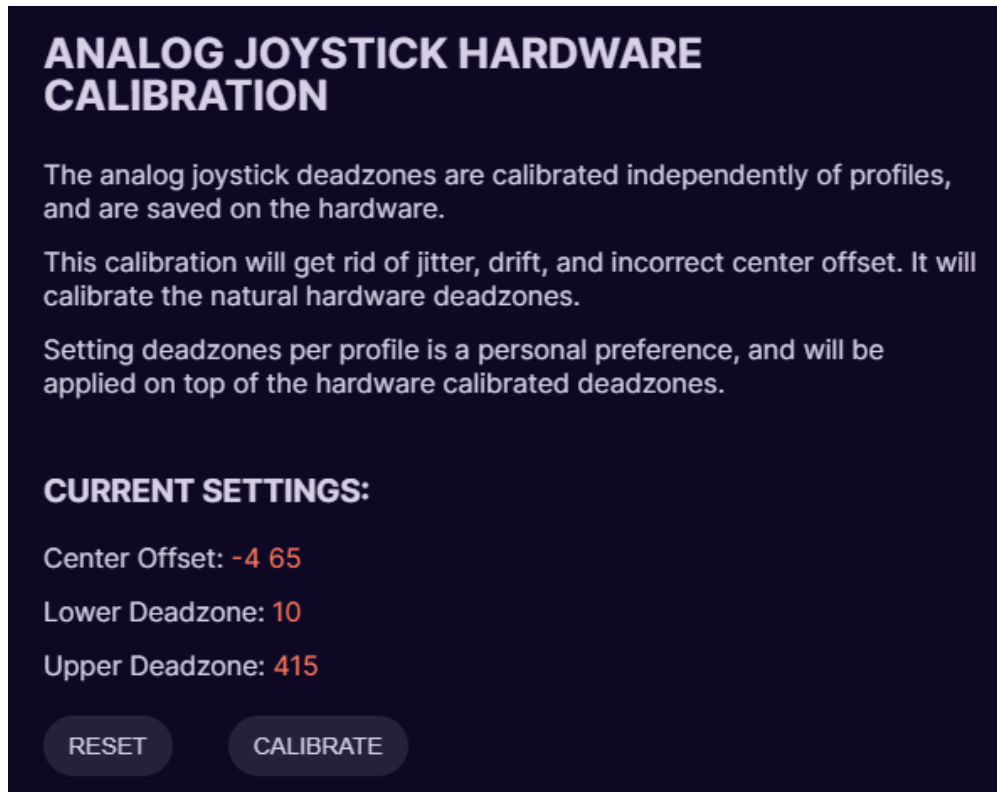 ANALOG JOYSTICK HARDWARE
CALIBRATION
The analog joystick deadzones are calibrated independently of profiles,
and are saved on the hardware.
This calibration will get rid of jitter, drift, and incorrect center offset. It will
calibrate the natural hardware deadzones.
Setting deadzones per profile is a personal preference, and will be
applied on top of the hardware calibrated deadzones.
CURRENT SETTINGS:
Center Offset: -4 65
Lower Deadzone: 10
Upper Deadzone: 415
RESET CALIBRATE